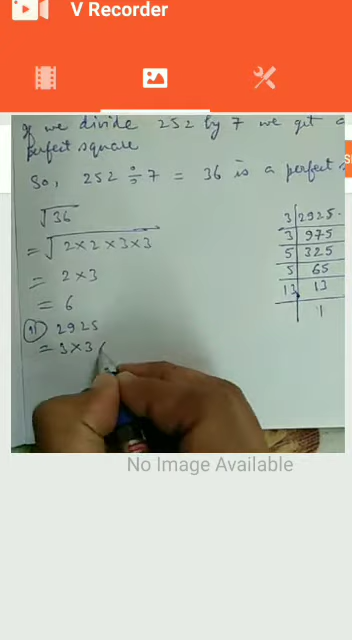 V Recorder
If we divide 252 by 7 we get a
perfect square
So, 252 ÷ 7 = 36 is a perfect
√36
= √2×2×3×3
= 2×3
= 6
2925
= 3×3
3 | 2925
3 | 975
5 | 325
5 | 65
13 | 13
1
No Image Available